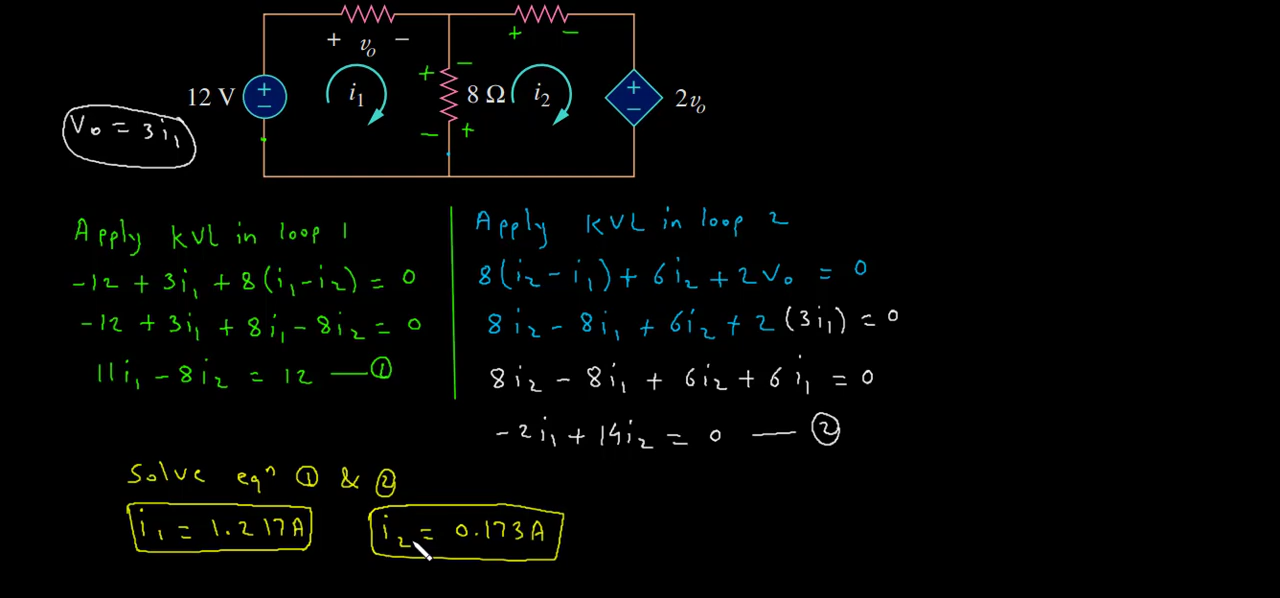 + v₀ −
+ −
12 V + −
i₁
+ −
− +
8 Ω
i₂
+ −
2v₀
V₀ = 3i₁
Apply KVL in loop 1
-12 + 3i₁ + 8(i₁-i₂) = 0
-12 + 3i₁ + 8i₁ - 8i₂ = 0
11i₁ - 8i₂ = 12 — ①
Apply KVL in loop 2
8(i₂ - i₁) + 6i₂ + 2V₀ = 0
8i₂ - 8i₁ + 6i₂ + 2(3i₁) = 0
8i₂ - 8i₁ + 6i₂ + 6i₁ = 0
-2i₁ + 14i₂ = 0 — ②
Solve eqⁿ ① & ②
i₁ = 1.217A
i₂ = 0.173A